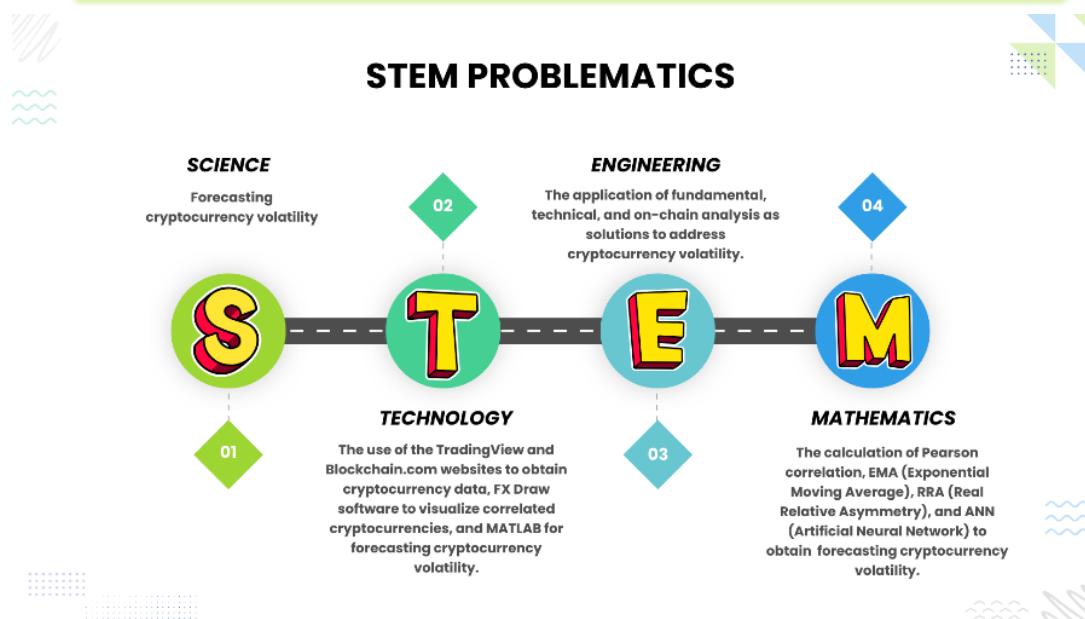 STEM PROBLEMATICS
SCIENCE
Forecasting
cryptocurrency volatility
01
S
02
T
TECHNOLOGY
The use of the TradingView and
Blockchain.com websites to obtain
cryptocurrency data, FX Draw
software to visualize correlated
cryptocurrencies, and MATLAB for
forecasting cryptocurrency
volatility.
ENGINEERING
The application of fundamental,
technical, and on-chain analysis as
solutions to address
cryptocurrency volatility.
E
03
04
M
MATHEMATICS
The calculation of Pearson
correlation, EMA (Exponential
Moving Average), RRA (Real
Relative Asymmetry), and ANN
(Artificial Neural Network) to
obtain forecasting cryptocurrency
volatility.